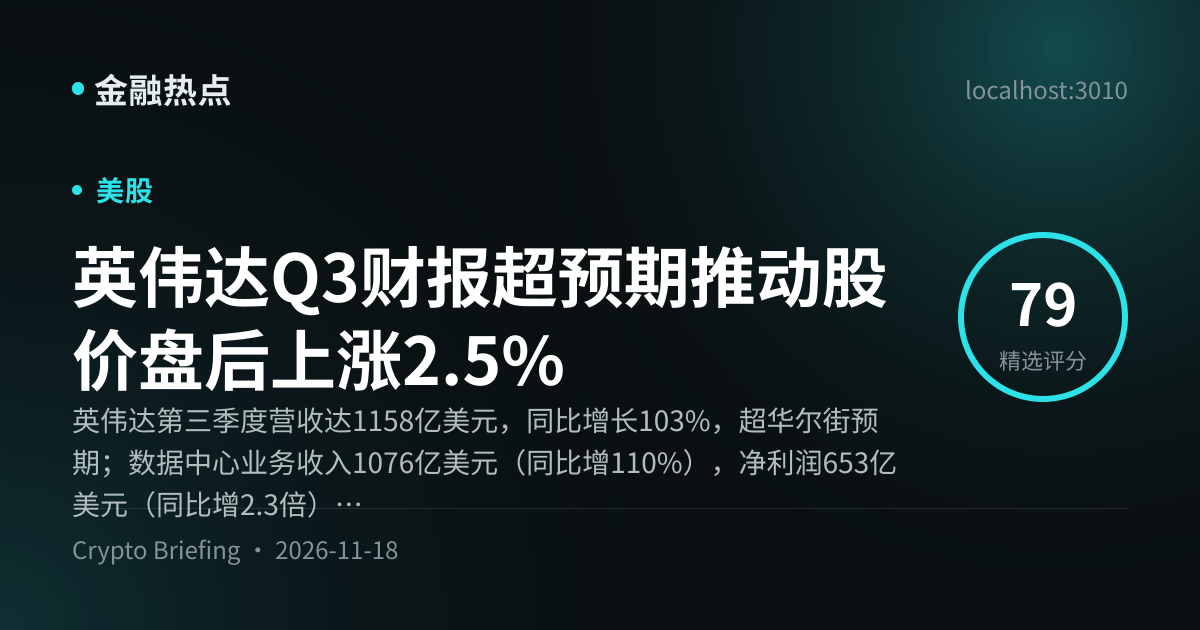 金融热点
localhost:3010
美股
英伟达Q3财报超预期推动股
价盘后上涨2.5%
79
精选评分
英伟达第三季度营收达1158亿美元，同比增长103%，超华尔街预
期；数据中心业务收入1076亿美元（同比增110%），净利润653亿
美元（同比增2.3倍）…
Crypto Briefing · 2026-11-18